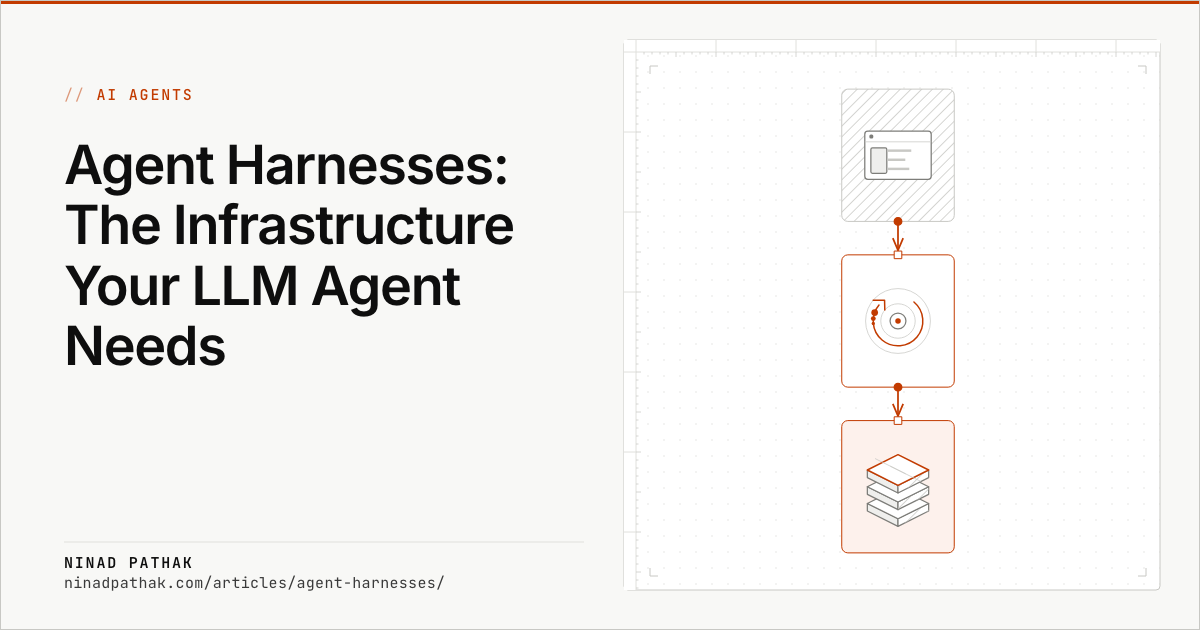 // AI AGENTS
Agent Harnesses:
The Infrastructure
Your LLM Agent
Needs
NINAD PATHAK
ninadpathak.com/articles/agent-harnesses/